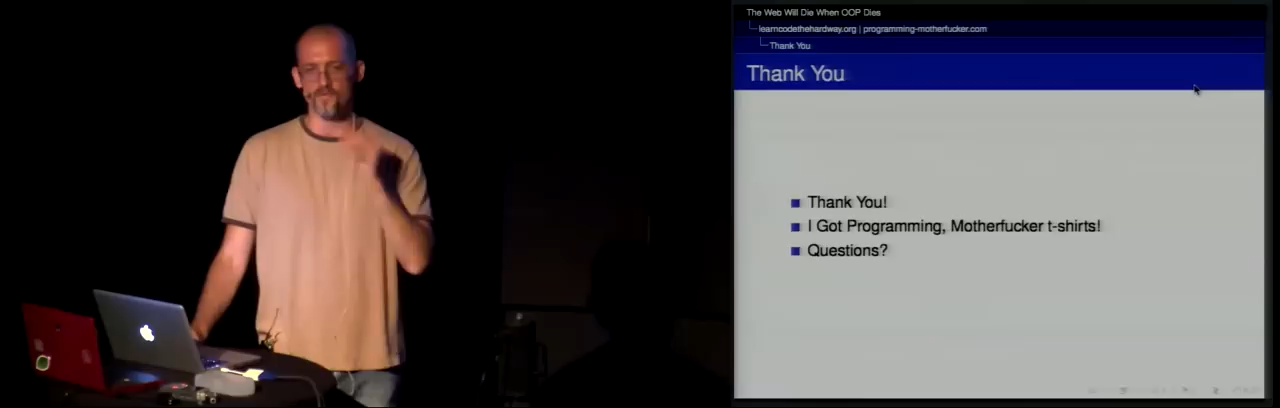 The Web Will Die When OOP Dies
learncodethehardway.org | programming-motherfucker.com
Thank You
Thank You
Thank You!
I Got Programming, Motherfucker t-shirts!
Questions?